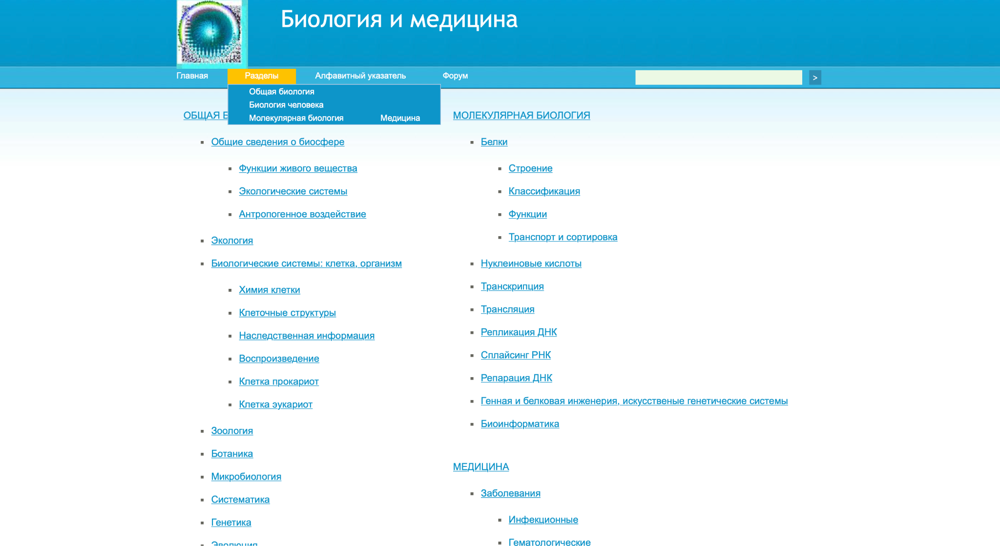 Биология и медицина
Главная
Разделы
Алфавитный указатель
Форум
>
Общая биология
Биология человека
Молекулярная биология
Медицина
ОБЩАЯ Б
Общие сведения о биосфере
Функции живого вещества
Экологические системы
Антропогенное воздействие
Экология
Биологические системы: клетка, организм
Химия клетки
Клеточные структуры
Наследственная информация
Воспроизведение
Клетка прокариот
Клетка эукариот
Зоология
Ботаника
Микробиология
Систематика
Генетика
Эволюция
МОЛЕКУЛЯРНАЯ БИОЛОГИЯ
Белки
Строение
Классификация
Функции
Транспорт и сортировка
Нуклеиновые кислоты
Транскрипция
Трансляция
Репликация ДНК
Сплайсинг РНК
Репарация ДНК
Генная и белковая инженерия, искусственые генетические системы
Биоинформатика
МЕДИЦИНА
Заболевания
Инфекционные
Гематологические